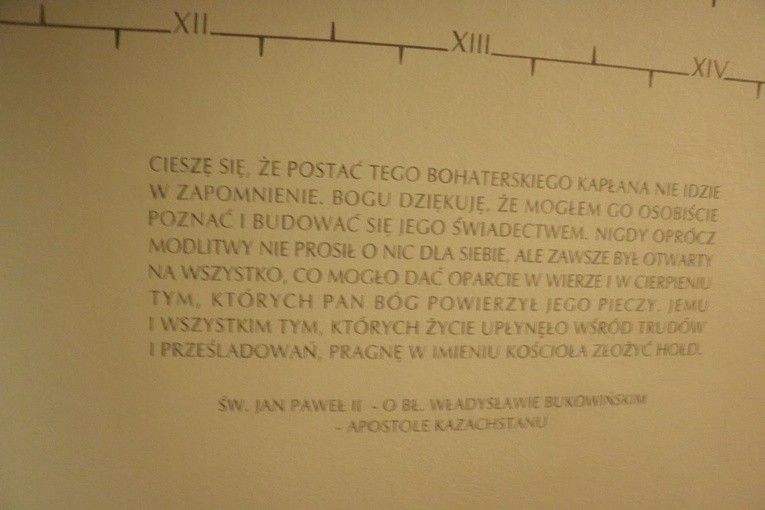 XII XIII XIV
CIESZĘ SIĘ, ŻE POSTAĆ TEGO BOHATERSKIEGO KAPŁANA NIE IDZIE
W ZAPOMNIENIE. BOGU DZIĘKUJĘ, ŻE MOGŁEM GO OSOBIŚCIE
POZNAĆ I BUDOWAĆ SIĘ JEGO ŚWIADECTWEM. NIGDY OPRÓCZ
MODLITWY NIE PROSIŁ O NIC DLA SIEBIE, ALE ZAWSZE BYŁ OTWARTY
NA WSZYSTKO, CO MOGŁO DAĆ OPARCIE W WIERZE I W CIERPIENIU
TYM, KTÓRYCH PAN BÓG POWIERZYŁ JEGO PIECZY. JEMU
I WSZYSTKIM TYM, KTÓRYCH ŻYCIE UPŁYNĘŁO WŚRÓD TRUDÓW
I PRZEŚLADOWAŃ, PRAGNĘ W IMIENIU KOŚCIOŁA ZŁOŻYĆ HOŁD.
ŚW. JAN PAWEŁ II - O BŁ. WŁADYSŁAWIE BUKOWIŃSKIM
- APOSTOLE KAZACHSTANU